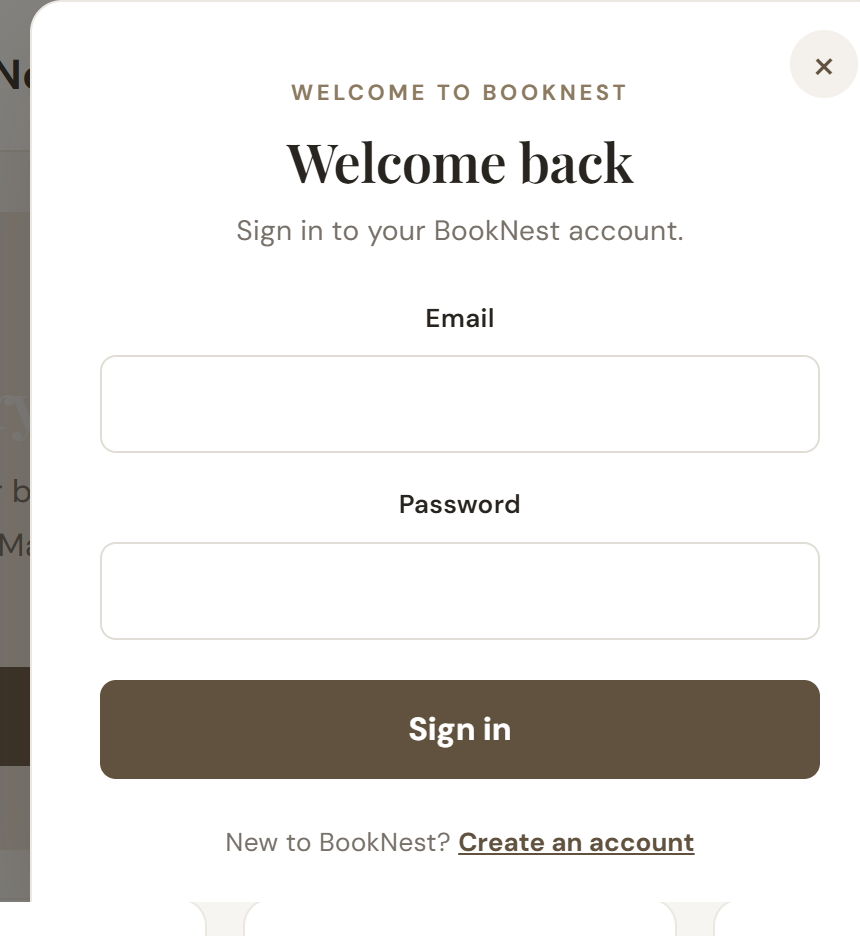 WELCOME TO BOOKNEST
Welcome back
Sign in to your BookNest account.
Email
Password
Sign in
New to BookNest? Create an account